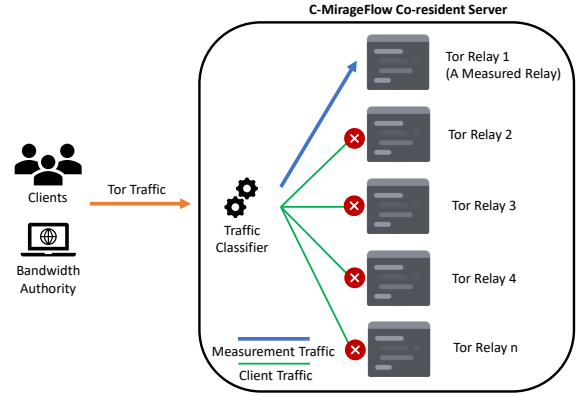 C-MirageFlow Co-resident Server
Tor Relay 1
(A Measured Relay)
Tor Relay 2
Clients
Tor Traffic
Tor Relay 3
Traffic
Classifier
Bandwidth
Authority
Tor Relay 4
Measurement Traffic
Tor Relay n
Client Traffic